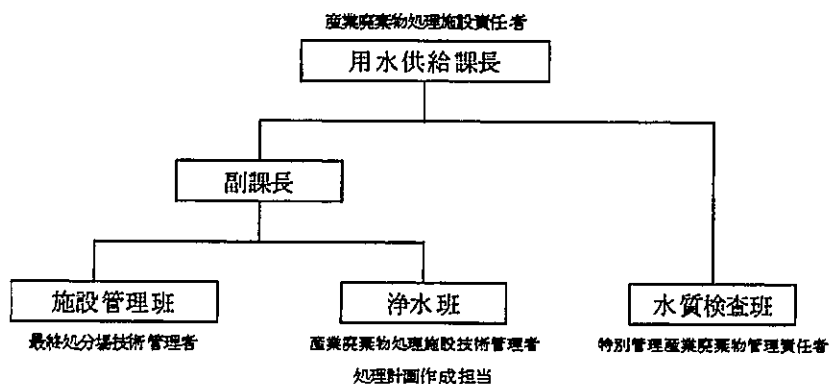 産業廃棄物処理施設責任者
用水供給課長
副課長
施設管理班
浄水班
水質検査班
最終処分場技術管理者
産業廃棄物処理施設技術管理者
特別管理産業廃棄物管理責任者
処理計画作成担当